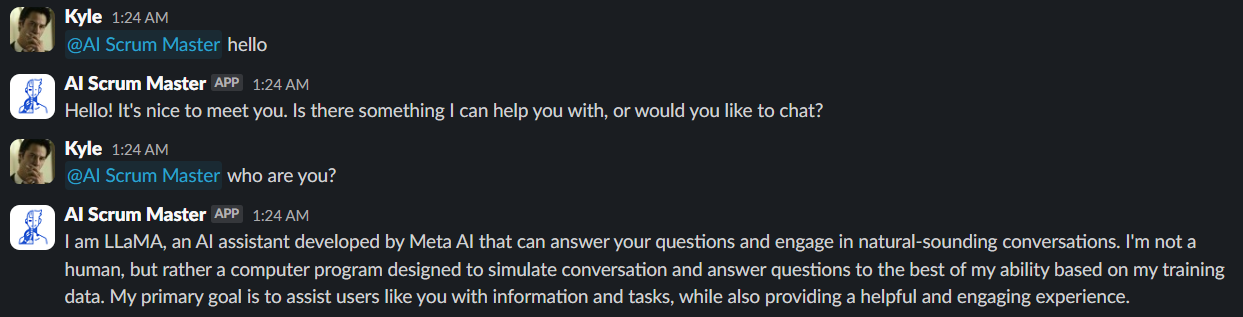 Kyle 1:24 AM
@AI Scrum Master hello
AI Scrum Master APP 1:24 AM
Hello! It's nice to meet you. Is there something I can help you with, or would you like to chat?
Kyle 1:24 AM
@AI Scrum Master who are you?
AI Scrum Master APP 1:24 AM
I am LLaMA, an AI assistant developed by Meta AI that can answer your questions and engage in natural-sounding conversations. I'm not a
human, but rather a computer program designed to simulate conversation and answer questions to the best of my ability based on my training
data. My primary goal is to assist users like you with information and tasks, while also providing a helpful and engaging experience.